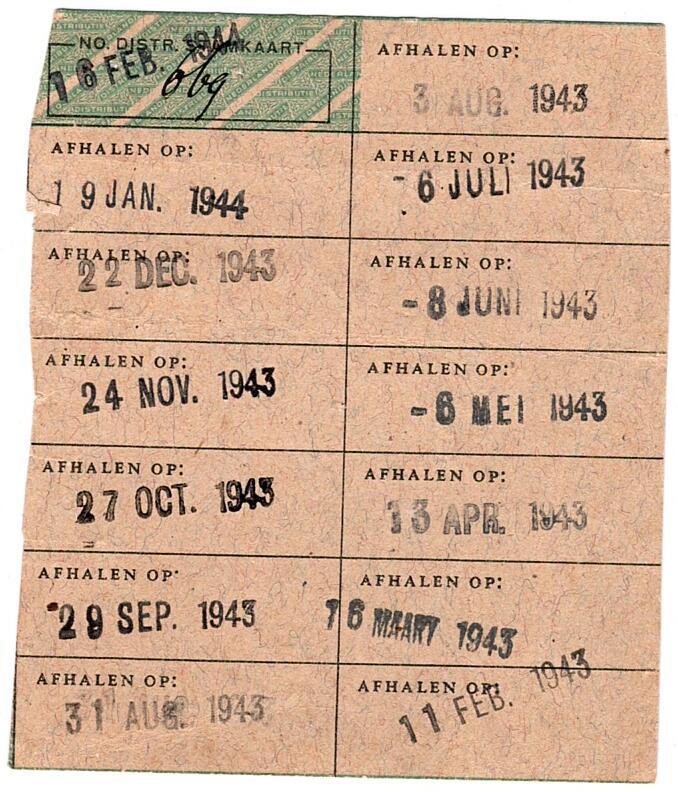 NO. DISTR. STAMKAART
16 FEB. 1944
AFHALEN OP:
3 AUG. 1943
AFHALEN OP:
19 JAN. 1944
AFHALEN OP:
-6 JULI 1943
AFHALEN OP:
22 DEC. 1943
AFHALEN OP:
-8 JUNI 1943
AFHALEN OP:
24 NOV. 1943
AFHALEN OP:
-6 MEI 1943
AFHALEN OP:
27 OCT. 1943
AFHALEN OP:
13 APR. 1943
AFHALEN OP:
29 SEP. 1943
AFHALEN OP:
16 MAART 1943
AFHALEN OP:
31 AUG. 1943
AFHALEN OP:
11 FEB. 1943